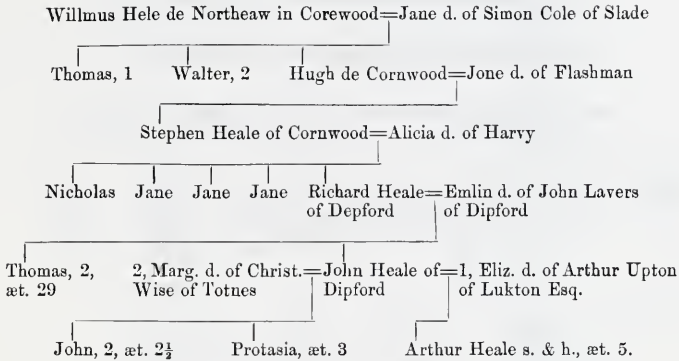 Willmus Hele de Northeaw in Corewood=Jane d. of Simon Cole of Slade
Thomas, 1 Walter, 2 Hugh de Cornwood=Jone d. of Flashman
Stephen Heale of Cornwood=Alicia d. of Harvy
Nicholas Jane Jane Jane Richard Heale=Emlin d. of John Lavers
of Depford of Dipford
Thomas, 2, 2, Marg. d. of Christ.=John Heale of=1, Eliz. d. of Arthur Upton
æt. 29 Wise of Totnes Dipford of Lukton Esq.
John, 2, æt. 2½ Protasia, æt. 3 Arthur Heale s. & h., æt. 5.